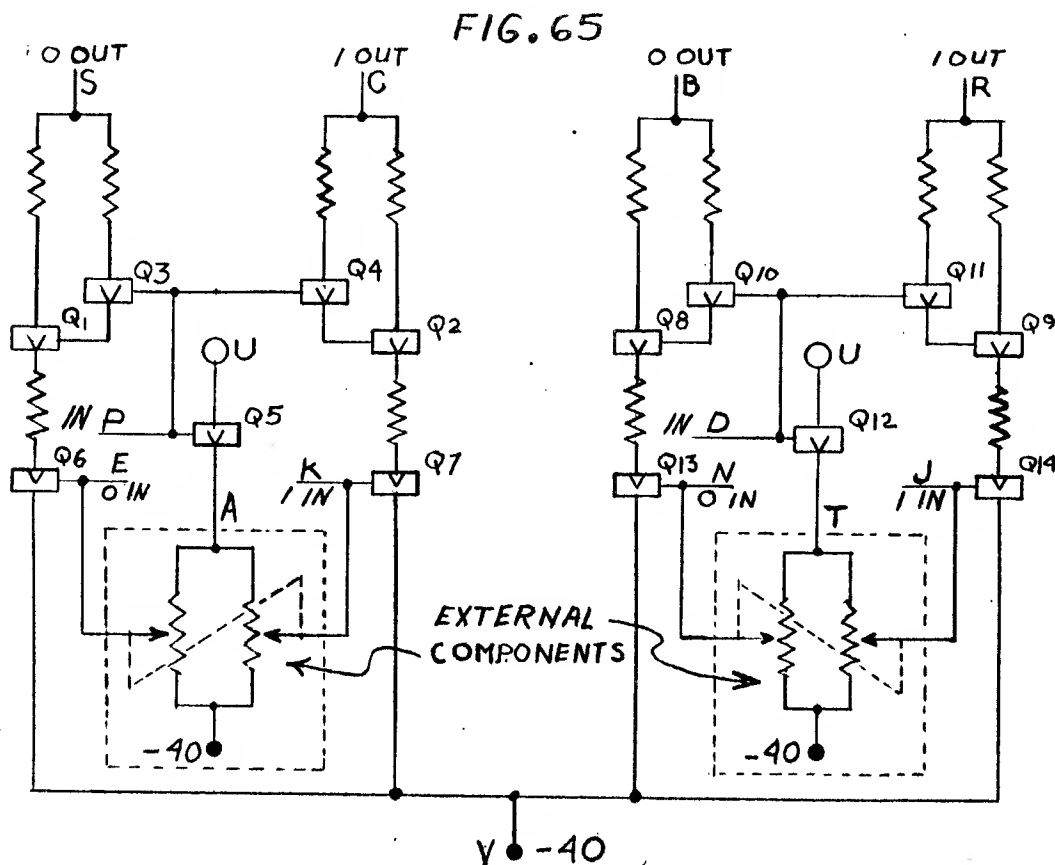 FIG. 65
0 OUT
1 OUT
0 OUT
1 OUT
S
C
B
R
Q3
Q4
Q10
Q11
Q1
Q2
Q8
Q9
U
U
IN P
Q5
IN D
Q12
Q6
E
0 IN
K
1 IN
Q7
Q13
N
0 IN
J
1 IN
Q14
A
T
EXTERNAL
COMPONENTS
-40
-40
V -40